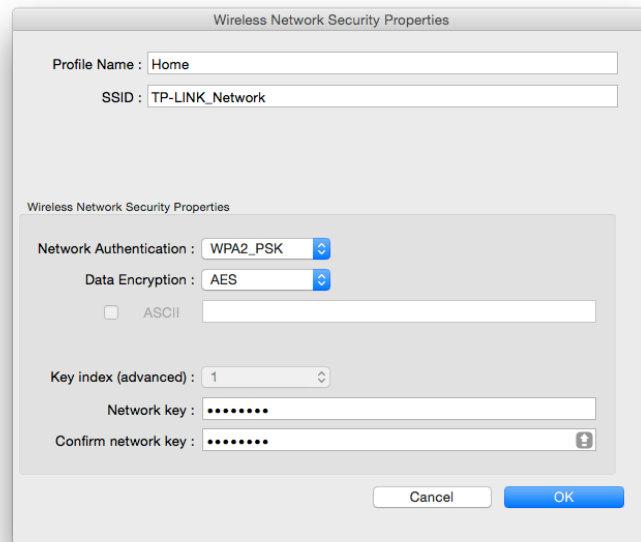 Wireless Network Security Properties
Profile Name : Home
SSID : TP-LINK_Network
Wireless Network Security Properties
Network Authentication : WPA2_PSK
Data Encryption : AES
ASCII
Key index (advanced) : 1
Network key : ••••••••
Confirm network key : ••••••••
Cancel OK